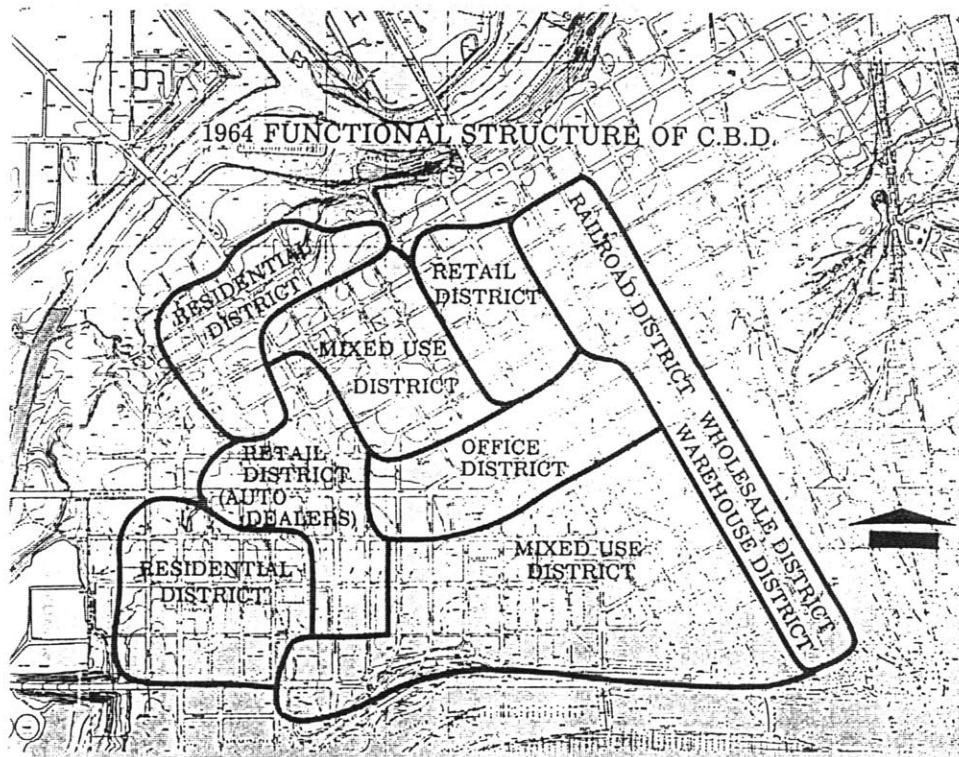 1964 FUNCTIONAL STRUCTURE OF C.B.D.
RESIDENTIAL
DISTRICT
RETAIL
DISTRICT
RAILROAD DISTRICT
WHOLESALE DISTRICT
WAREHOUSE DISTRICT
MIXED USE
DISTRICT
OFFICE
DISTRICT
RETAIL
DISTRICT
(AUTO
DEALERS)
RESIDENTIAL
DISTRICT
MIXED USE
DISTRICT